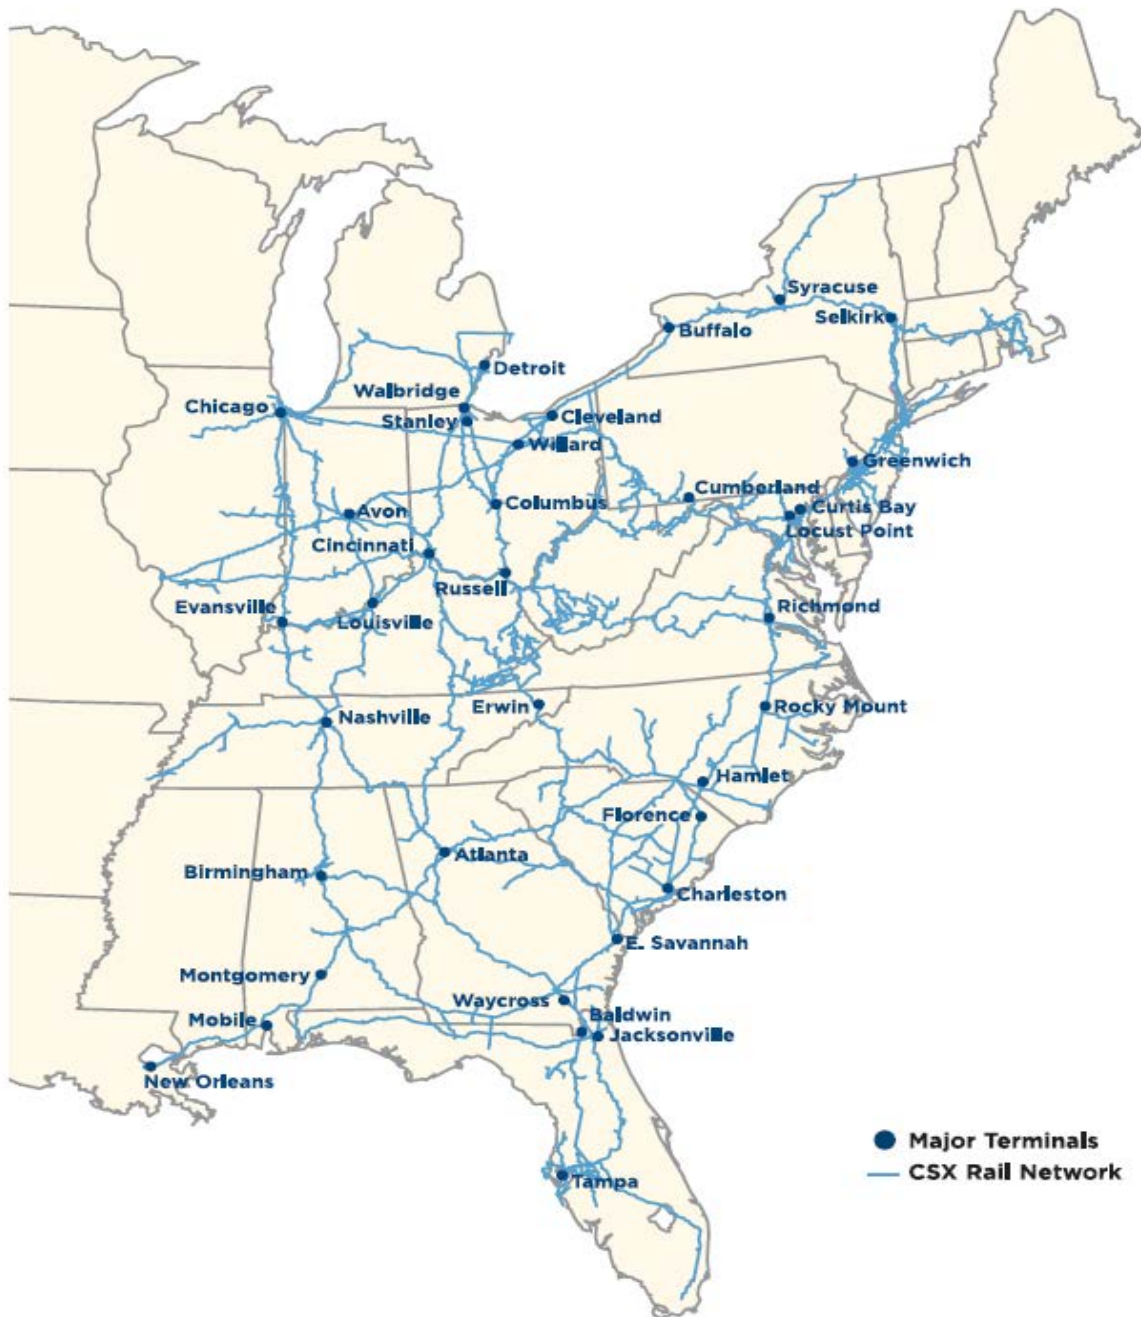 Syracuse
Selkirk
Buffalo
Detroit
Walbridge
Chicago
Cleveland
Stanley
Willard
Greenwich
Cumberland
Columbus
Curtis Bay
Avon
Locust Point
Cincinnati
Russell
Evansville
Richmond
Louisville
Erwin
Rocky Mount
Nashville
Hamlet
Florence
Atlanta
Birmingham
Charleston
E. Savannah
Montgomery
Waycross
Baldwin
Mobile
Jacksonville
New Orleans
Major Terminals
CSX Rail Network
Tampa